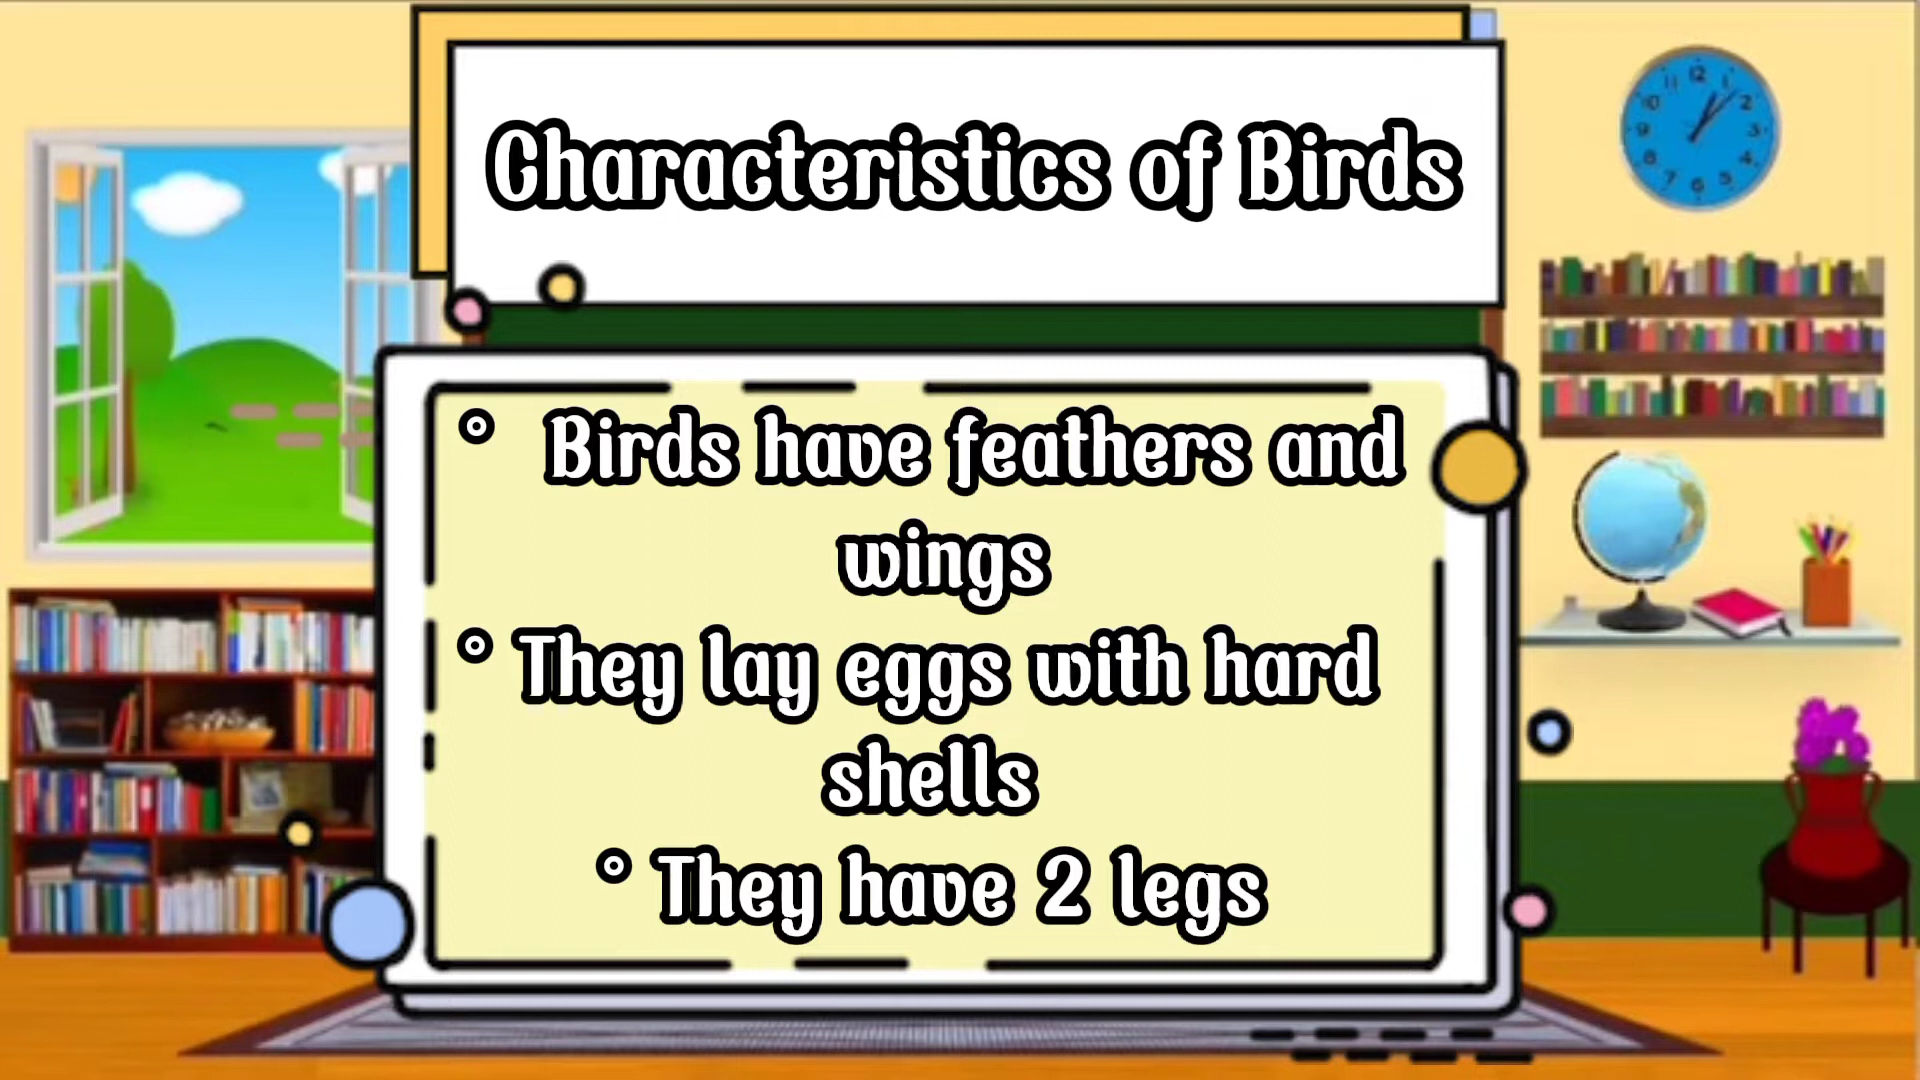 Characteristics of Birds
° Birds have feathers and
wings
° They lay eggs with hard
shells
° They have 2 legs